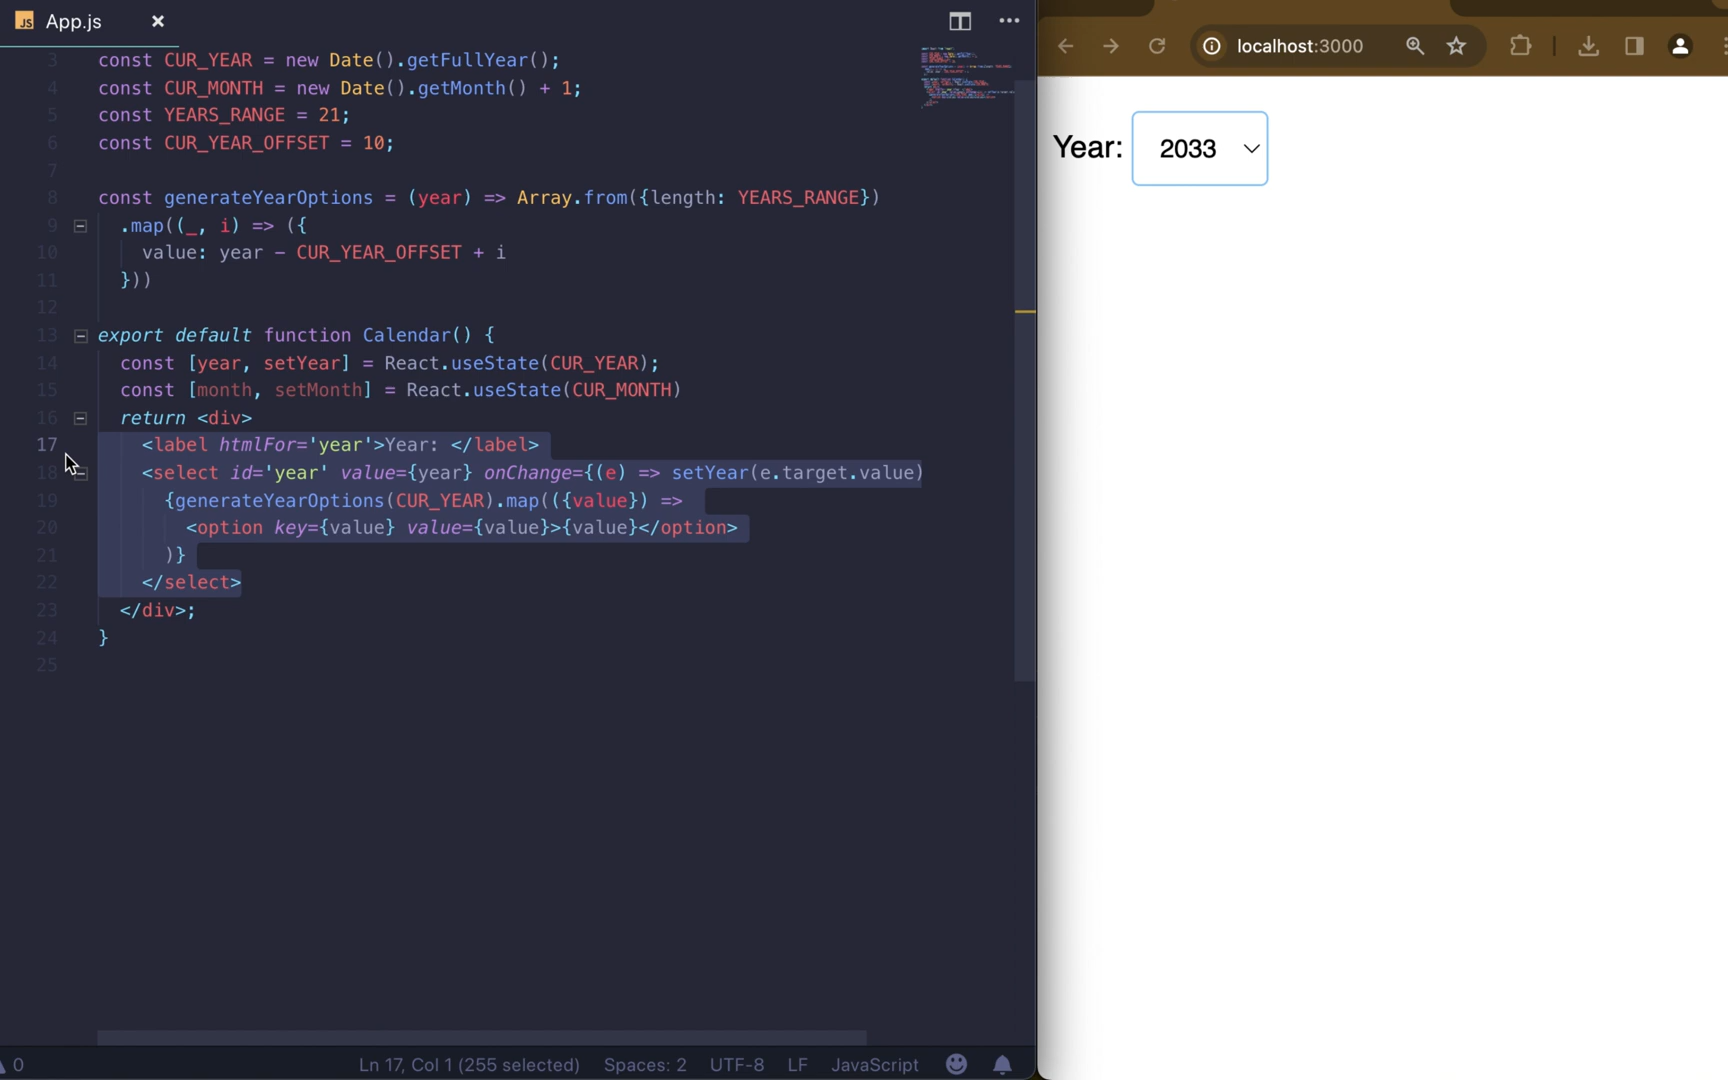 JS App.js ×
3 const CUR_YEAR = new Date().getFullYear();
4 const CUR_MONTH = new Date().getMonth() + 1;
5 const YEARS_RANGE = 21;
6 const CUR_YEAR_OFFSET = 10;
7
8 const generateYearOptions = (year) => Array.from({length: YEARS_RANGE})
9 .map((_, i) => ({
10 value: year - CUR_YEAR_OFFSET + i
11 }))
12
13 export default function Calendar() {
14 const [year, setYear] = React.useState(CUR_YEAR);
15 const [month, setMonth] = React.useState(CUR_MONTH)
16 return <div>
17 <label htmlFor='year'>Year: </label>
18 <select id='year' value={year} onChange={(e) => setYear(e.target.value)
19 {generateYearOptions(CUR_YEAR).map(({value}) =>
20 <option key={value} value={value}>{value}</option>
21 )}
22 </select>
23 </div>;
24 }
25
0 Ln 17, Col 1 (255 selected) Spaces: 2 UTF-8 LF JavaScript
localhost:3000
Year: 2033